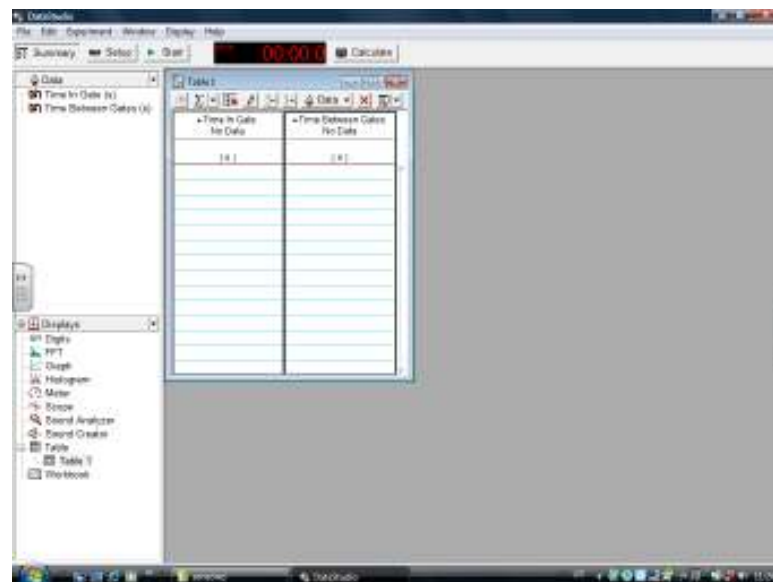 DataStudio
File Edit Experiment Window Display Help
Summary Setup Start 00:00.0 Calculate
Data
Time In Gate (s)
Time Between Gates (s)
Table 1
Σ Data
Time In Gate
No Data
Time Between Gates
No Data
Displays
Digits
FFT
Graph
Histogram
Meter
Scope
Sound Analyzer
Sound Creator
Table
Table 1
Workbook
DataStudio